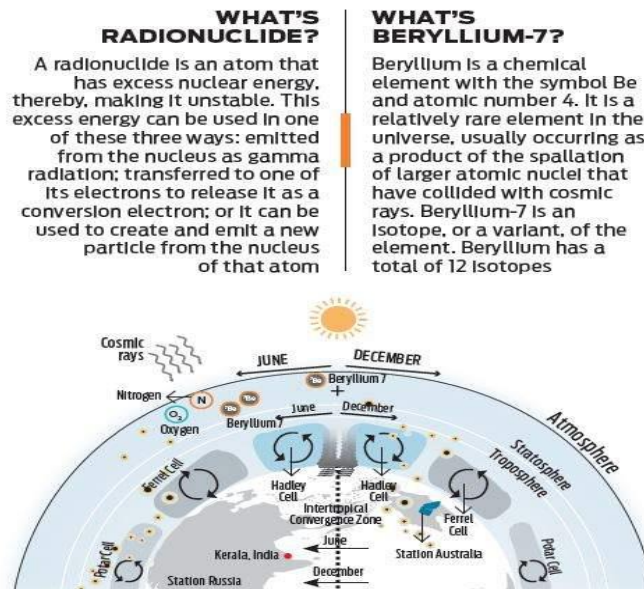 WHAT'S
RADIONUCLIDE?
A radionuclide is an atom that
has excess nuclear energy,
thereby, making it unstable. This
excess energy can be used in one
of these three ways: emitted
from the nucleus as gamma
radiation; transferred to one of
its electrons to release it as a
conversion electron; or it can be
used to create and emit a new
particle from the nucleus
of that atom
WHAT'S
BERYLLIUM-7?
Beryllium is a chemical
element with the symbol Be
and atomic number 4. It is a
relatively rare element in the
universe, usually occurring as
a product of the spallation
of larger atomic nuclei that
have collided with cosmic
rays. Beryllium-7 is an
isotope, or a variant, of the
element. Beryllium has a
total of 12 isotopes
Cosmic
rays
JUNE
DECEMBER
Nitrogen
N
O₂
Oxygen
⁷Be
⁷Be
Beryllium 7
⁷Be
Beryllium 7
+
June
December
Atmosphere
Stratosphere
Troposphere
Ferrel Cell
Hadley
Cell
Hadley
Cell
Ferrel
Cell
Intertropical
Convergence Zone
Polar Cell
Polar Cell
June
Kerala, India
Station Australia
December
Station Russia